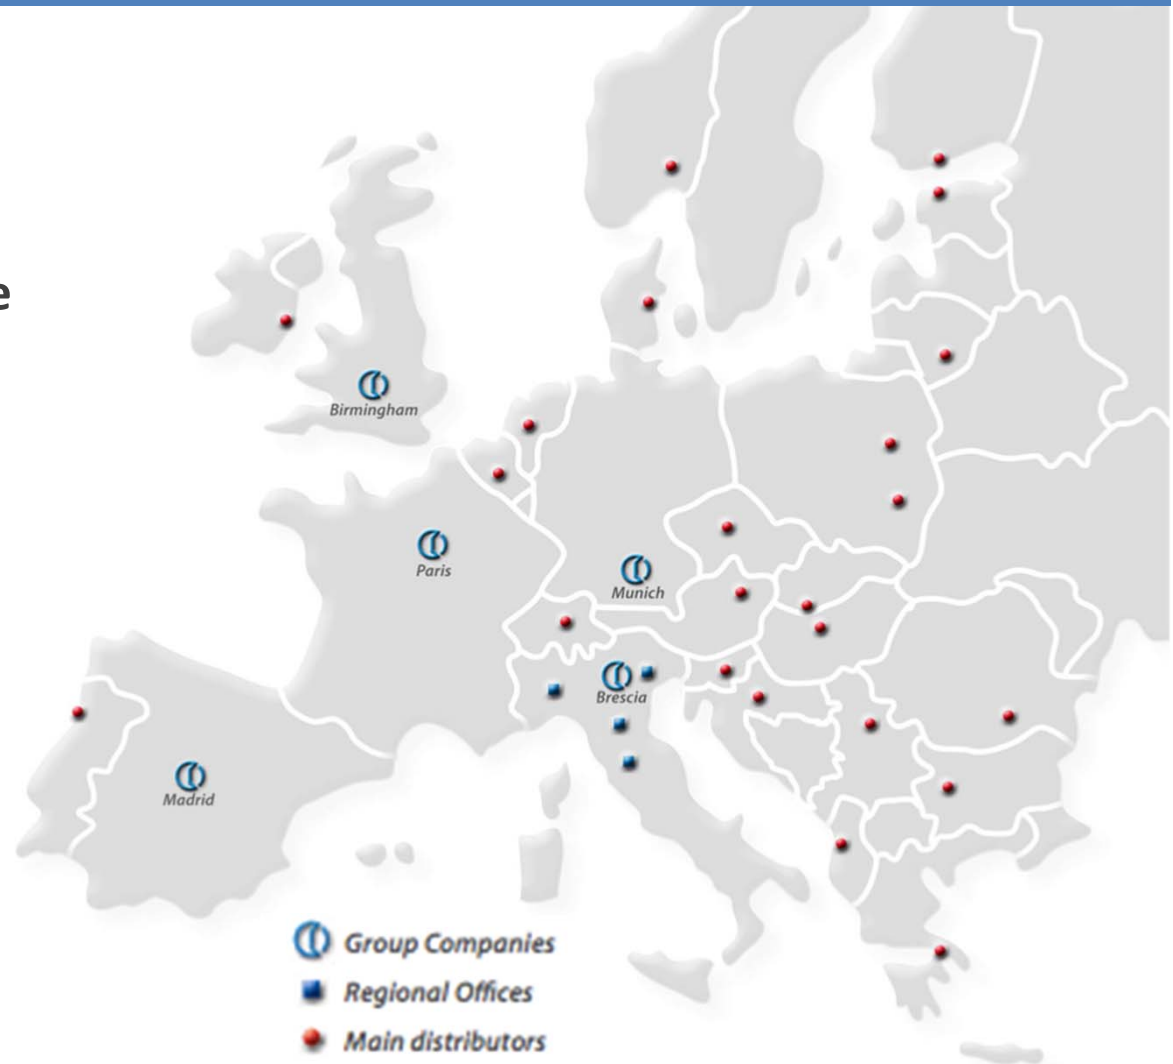 e
Birmingham
Paris
Munich
Brescia
Madrid
Group Companies
Regional Offices
Main distributors